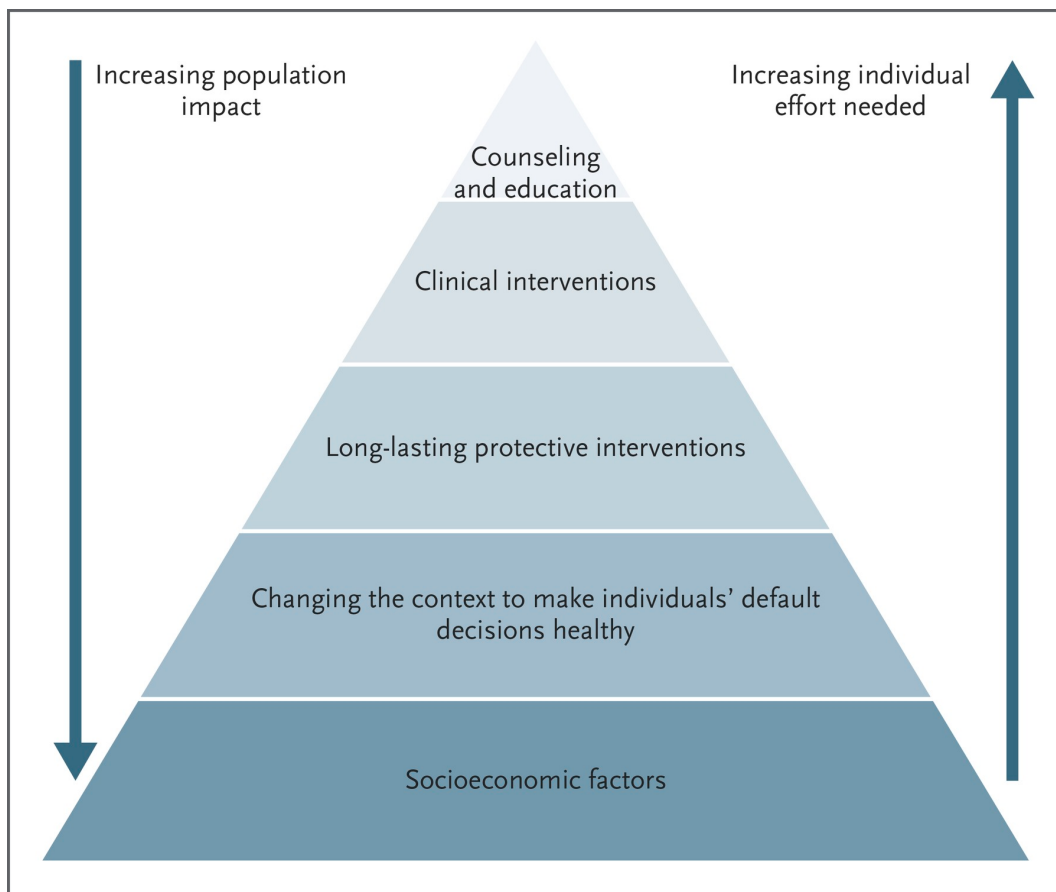 Increasing population
impact
Increasing individual
effort needed
Counseling
and education
Clinical interventions
Long-lasting protective interventions
Changing the context to make individuals’ default
decisions healthy
Socioeconomic factors